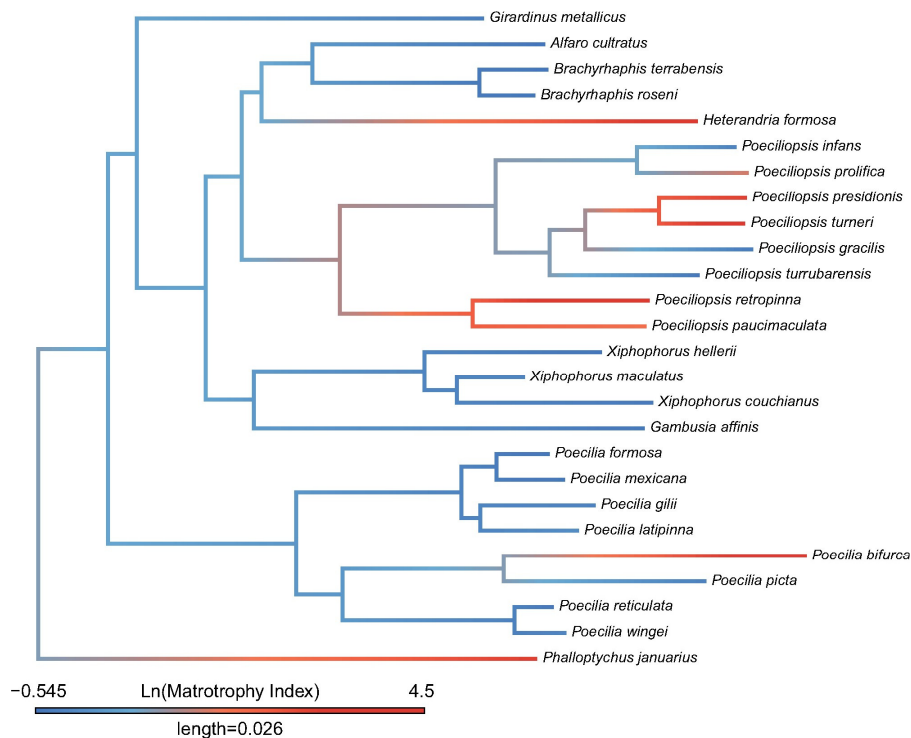 Girardinus metallicus
Alfaro cultratus
Brachyrhaphis terrabensis
Brachyrhaphis roseni
Heterandria formosa
Poeciliopsis infans
Poeciliopsis prolifica
Poeciliopsis presidionis
Poeciliopsis turneri
Poeciliopsis gracilis
Poeciliopsis turrubarensis
Poeciliopsis retropinna
Poeciliopsis paucimaculata
Xiphophorus hellerii
Xiphophorus maculatus
Xiphophorus couchianus
Gambusia affinis
Poecilia formosa
Poecilia mexicana
Poecilia gilii
Poecilia latipinna
Poecilia bifurca
Poecilia picta
Poecilia reticulata
Poecilia wingei
Phalloptychus januarius
−0.545 Ln(Matrotrophy Index) 4.5
length=0.026